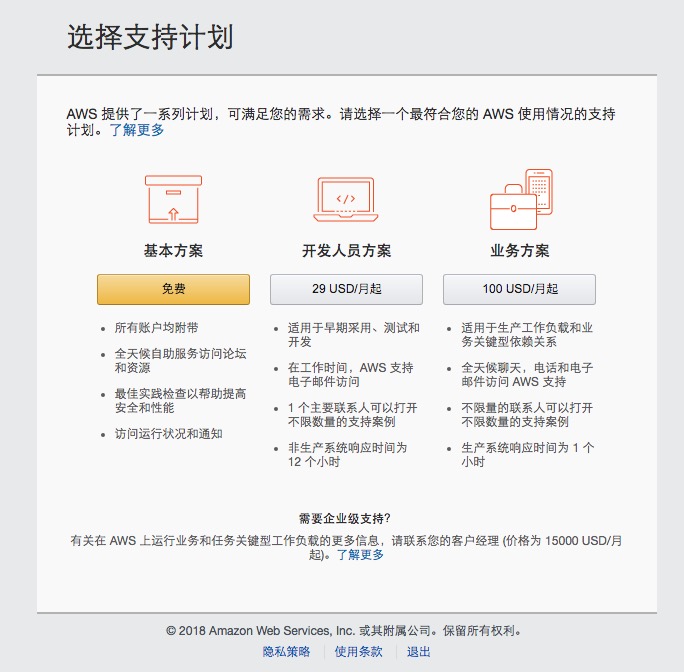 选择支持计划
AWS 提供了一系列计划，可满足您的需求。请选择一个最符合您的 AWS 使用情况的支持
计划。了解更多
</>
基本方案
免费
所有账户均附带
全天候自助服务访问论坛
和资源
最佳实践检查以帮助提高
安全和性能
访问运行状况和通知
开发人员方案
29 USD/月起
适用于早期采用、测试和
开发
在工作时间，AWS 支持
电子邮件访问
1 个主要联系人可以打开
不限数量的支持案例
非生产系统响应时间为
12 个小时
业务方案
100 USD/月起
适用于生产工作负载和业
务关键型依赖关系
全天候聊天，电话和电子
邮件访问 AWS 支持
不限量的联系人可以打开
不限数量的支持案例
生产系统响应时间为 1 个
小时
需要企业级支持?
有关在 AWS 上运行业务和任务关键型工作负载的更多信息，请联系您的客户经理 (价格为 15000 USD/月
起)。了解更多
© 2018 Amazon Web Services, Inc. 或其附属公司。保留所有权利。
隐私策略 | 使用条款 | 退出